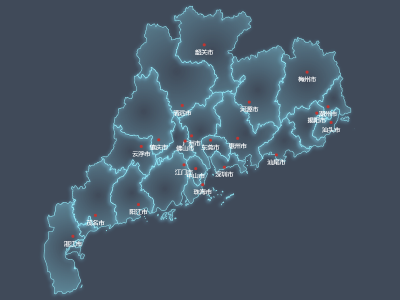 韶关市
梅州市
河源市
清远市
潮州市
揭阳市
汕头市
惠州市
肇庆市
佛山市
东莞市
云浮市
汕尾市
江门市
深圳市
中山市
珠海市
阳江市
茂名市
湛江市